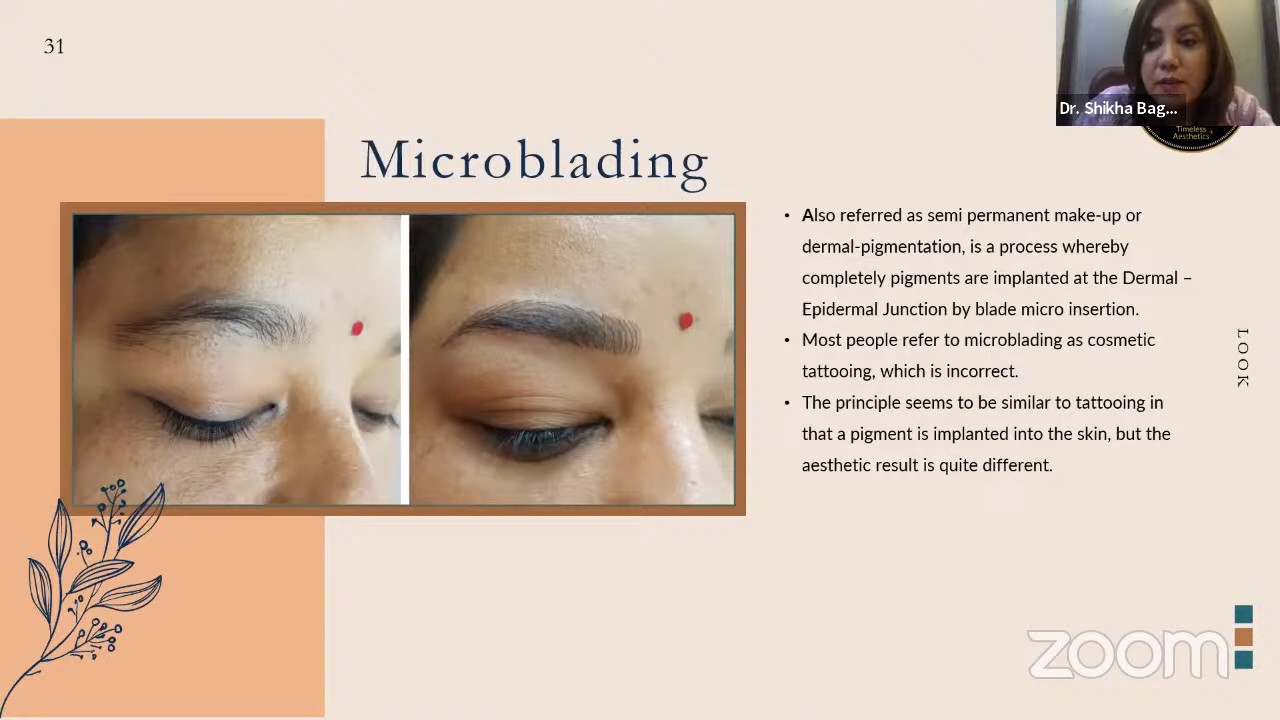 31
Dr. Shikha Bag...
Timeless
Aesthetics
Microblading
• Also referred as semi permanent make-up or
dermal-pigmentation, is a process whereby
completely pigments are implanted at the Dermal –
Epidermal Junction by blade micro insertion.
• Most people refer to microblading as cosmetic
tattooing, which is incorrect.
• The principle seems to be similar to tattooing in
that a pigment is implanted into the skin, but the
aesthetic result is quite different.
LOOK
zoom